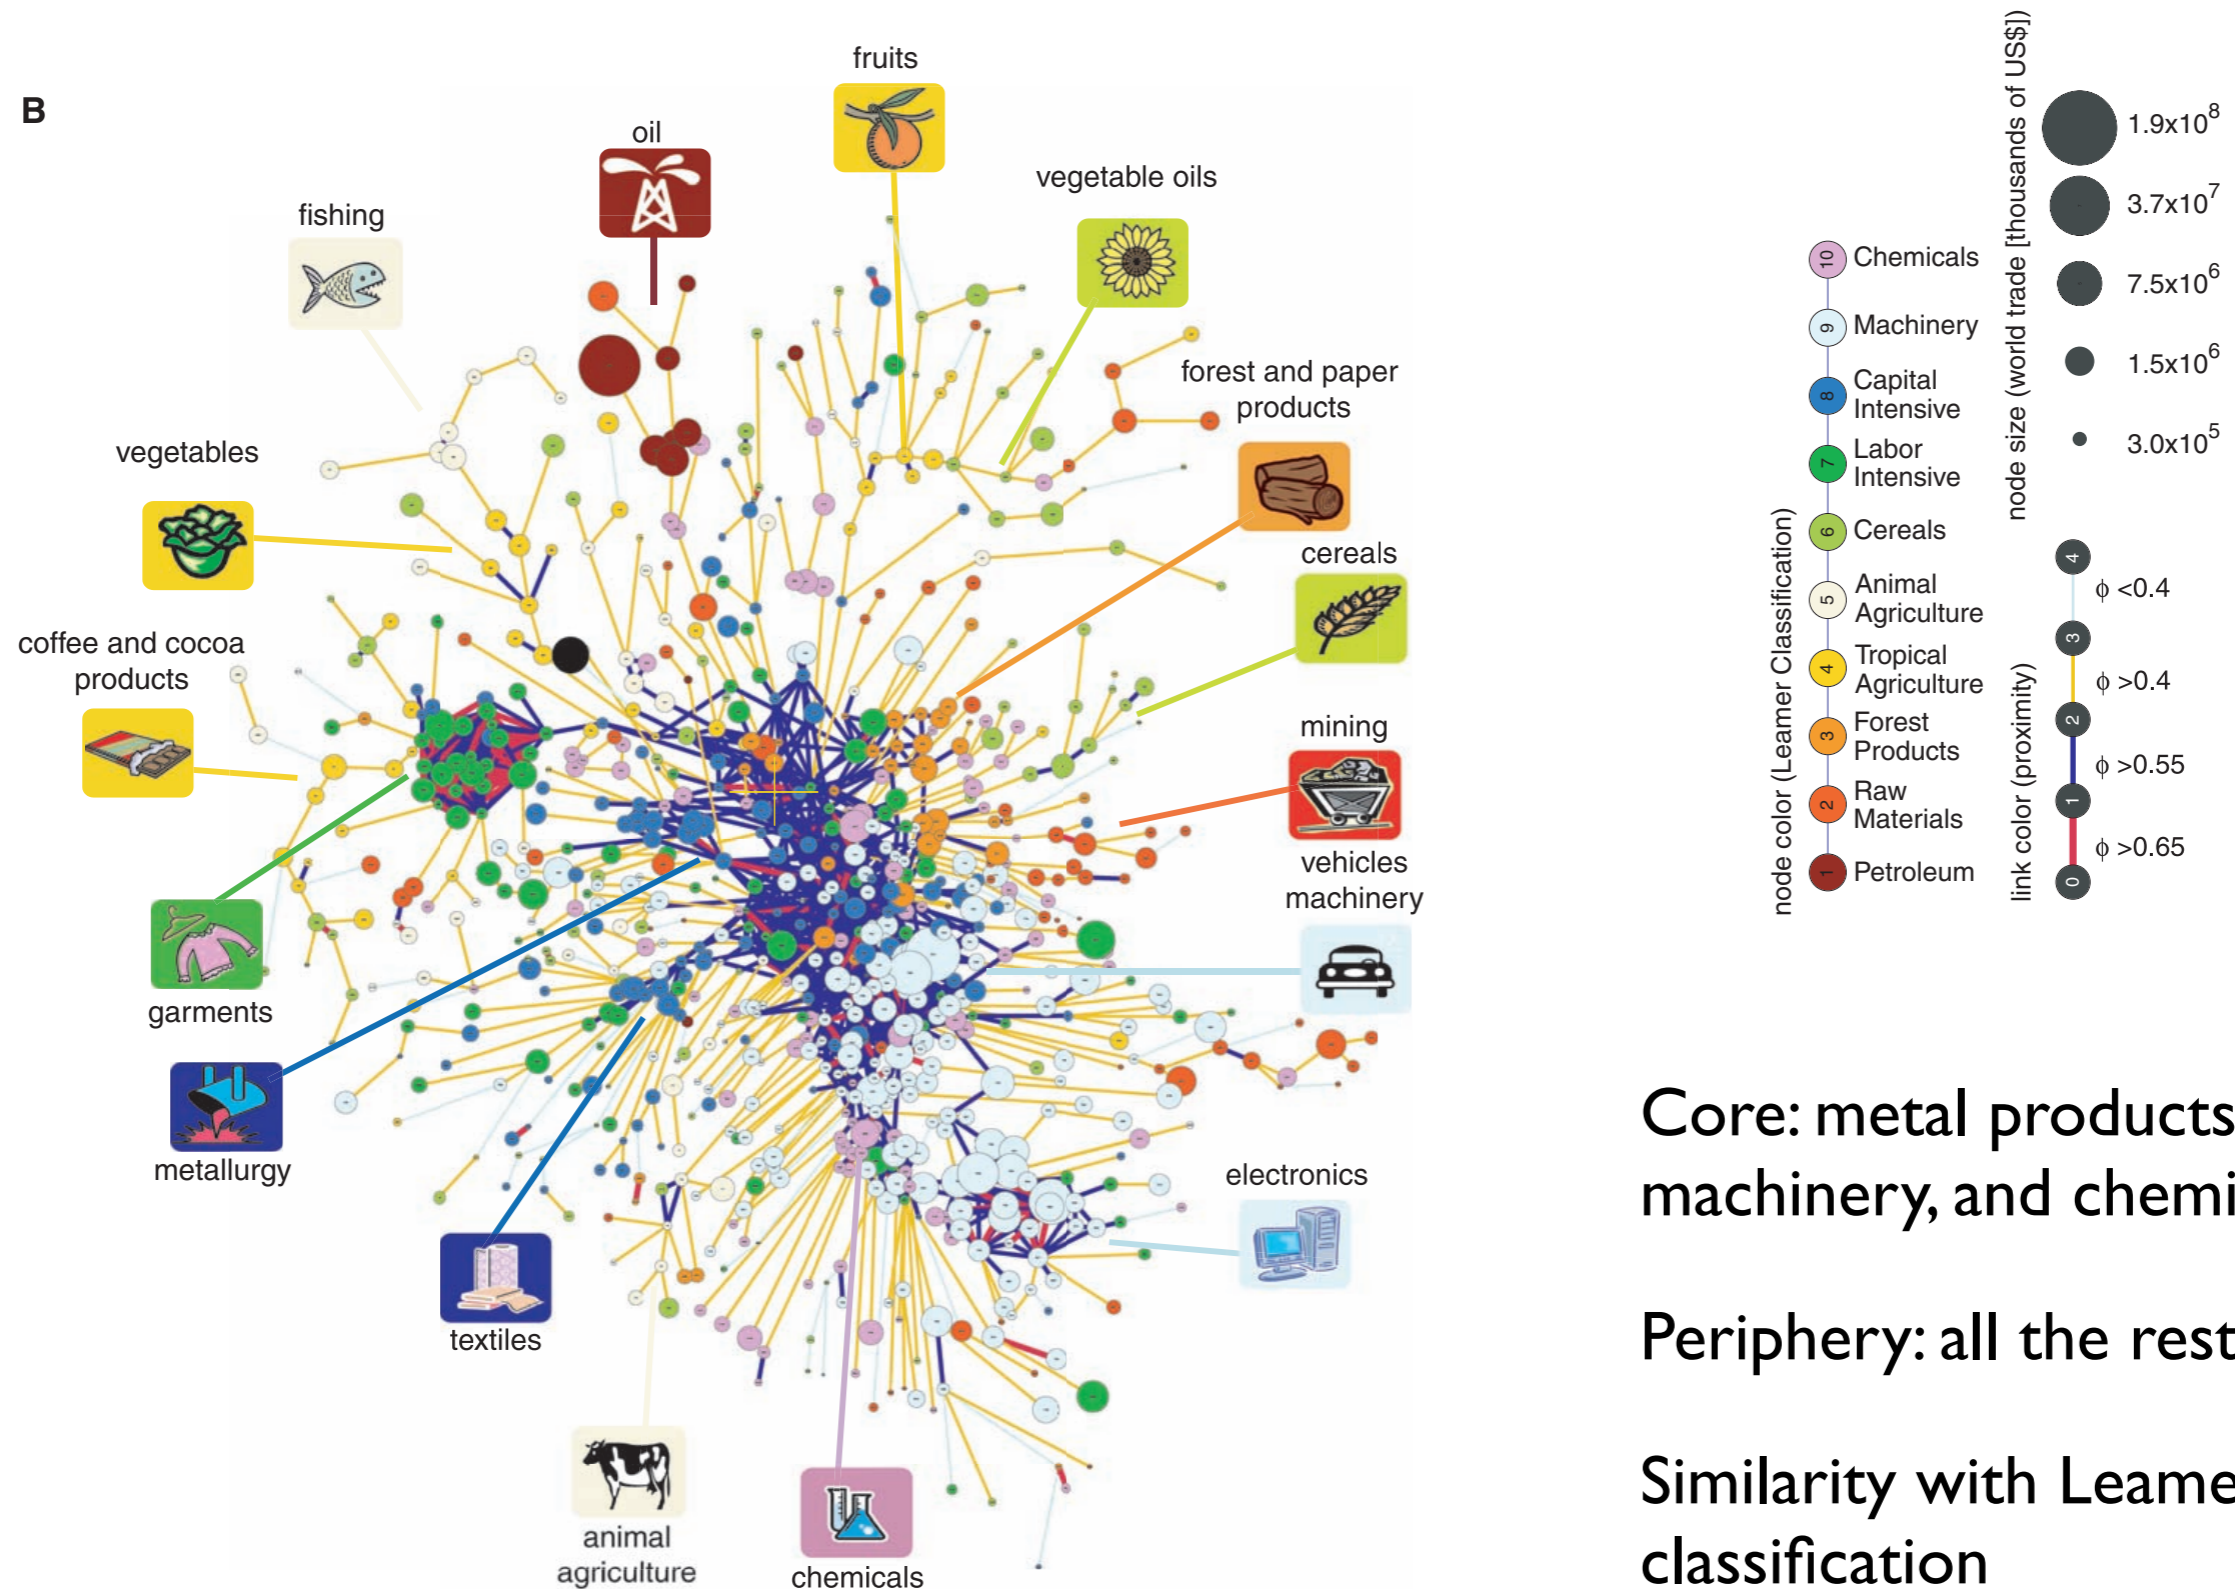 B
fruits
oil
vegetable oils
fishing
forest and paper
products
vegetables
cereals
coffee and cocoa
products
mining
vehicles
machinery
garments
metallurgy
electronics
textiles
animal
agriculture
chemicals
node color (Leamer Classification)
10 Chemicals
9 Machinery
8 Capital
Intensive
7 Labor
Intensive
6 Cereals
5 Animal
Agriculture
4 Tropical
Agriculture
3 Forest
Products
2 Raw
Materials
1 Petroleum
node size (world trade [thousands of US$])
1.9x10^8
3.7x10^7
7.5x10^6
1.5x10^6
3.0x10^5
link color (proximity)
4
ϕ <0.4
3
ϕ >0.4
2
ϕ >0.55
1
ϕ >0.65
0
Core: metal products
machinery, and chemi
Periphery: all the rest
Similarity with Leame
classification